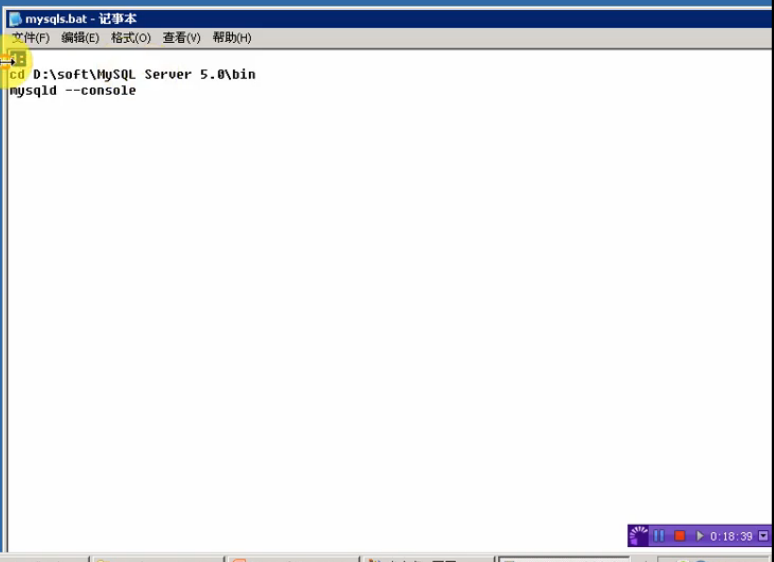 mysqls.bat - 记事本
文件(F) 编辑(E) 格式(O) 查看(V) 帮助(H)
cd D:\soft\MySQL Server 5.0\bin
mysqld --console
0:18:39